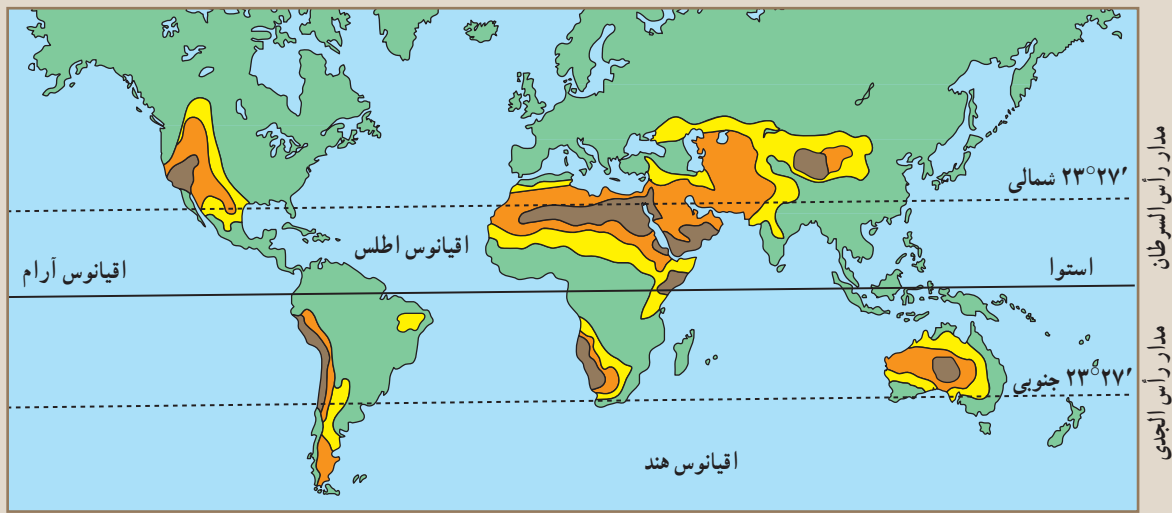 مدار رأس السرطان
۲۳°۲۷′ شمالی
اقیانوس اطلس
اقیانوس آرام
استوا
مدار رأس الجدی
۲۳°۲۷′ جنوبی
اقیانوس هند